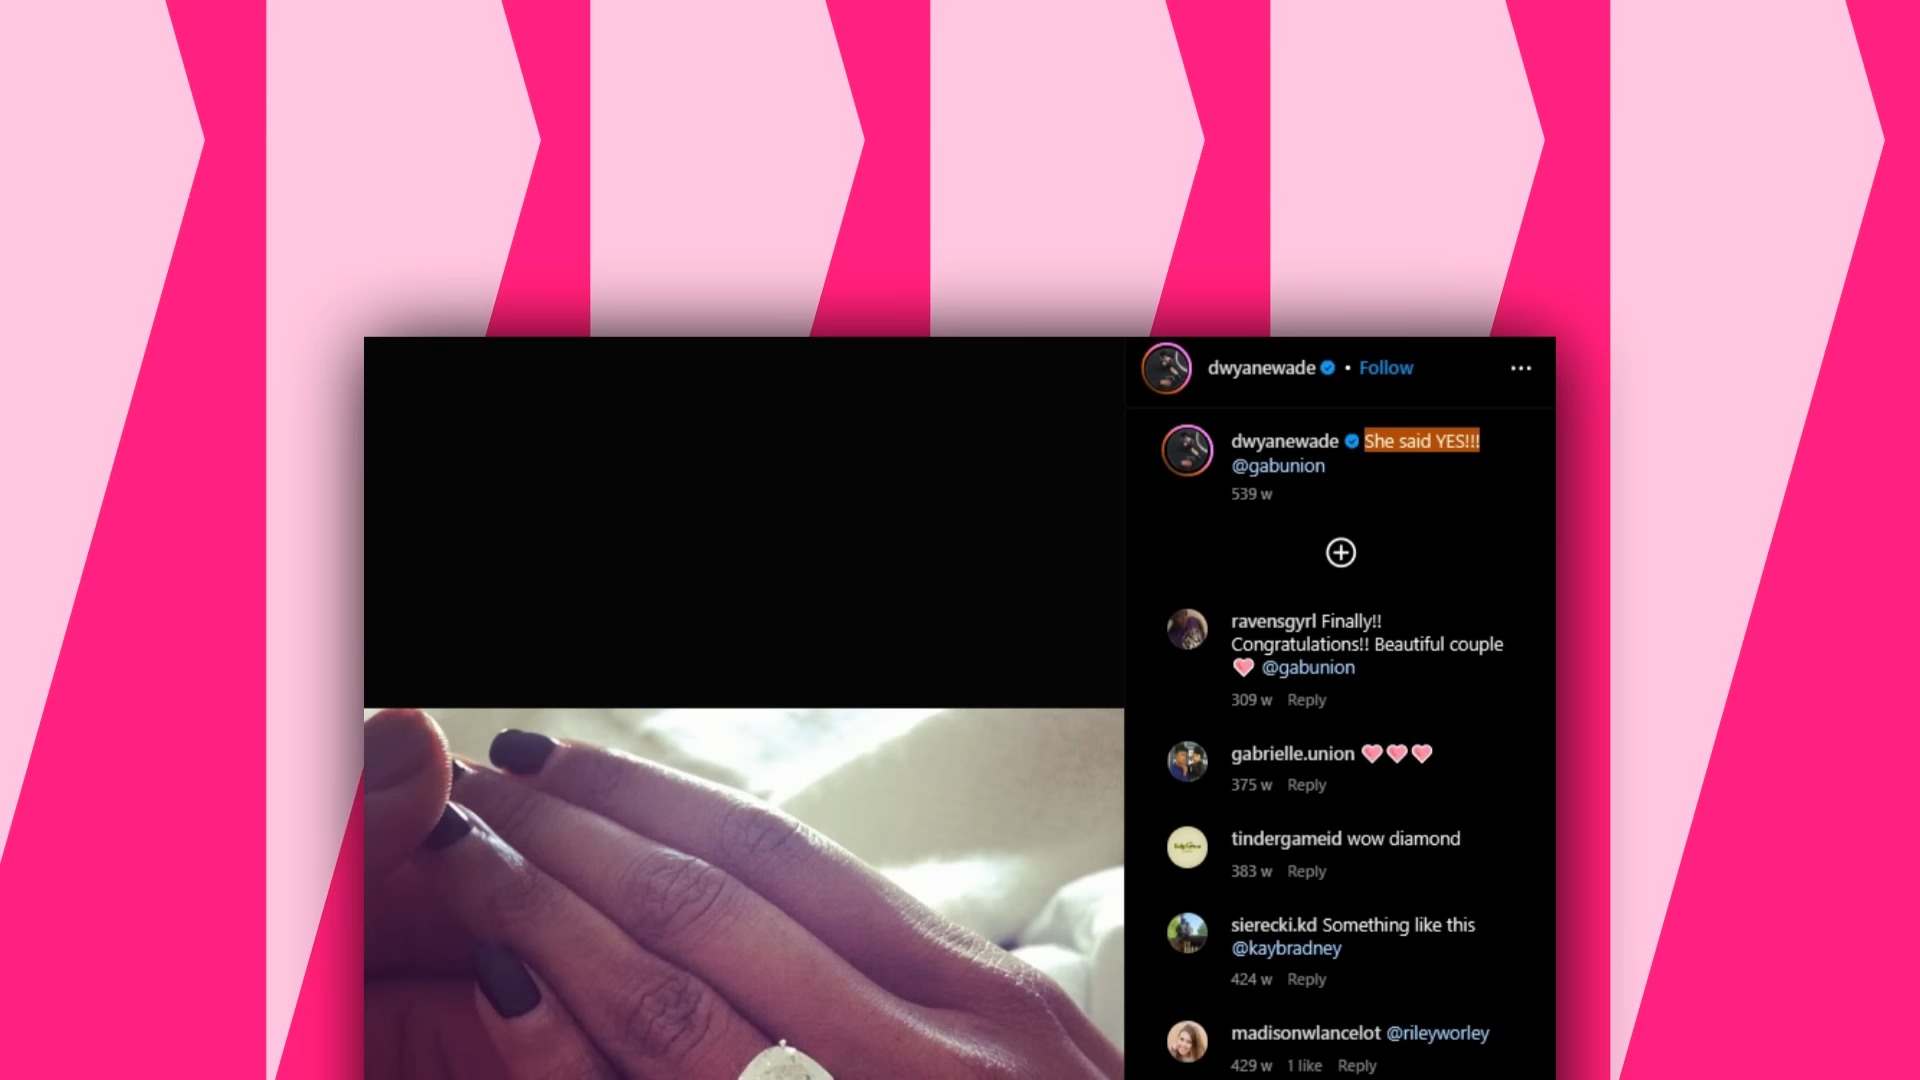 dwyanewade • Follow
dwyanewade She said YES!!!
@gabunion
539 w
ravensgyrl Finally!!
Congratulations!! Beautiful couple
🩷 @gabunion
309 w Reply
gabrielle.union 🩷🩷🩷
375 w Reply
tindergameid wow diamond
383 w Reply
sierecki.kd Something like this
@kaybradney
424 w Reply
madisonwlancelot @rileyworley
429 w 1 like Reply